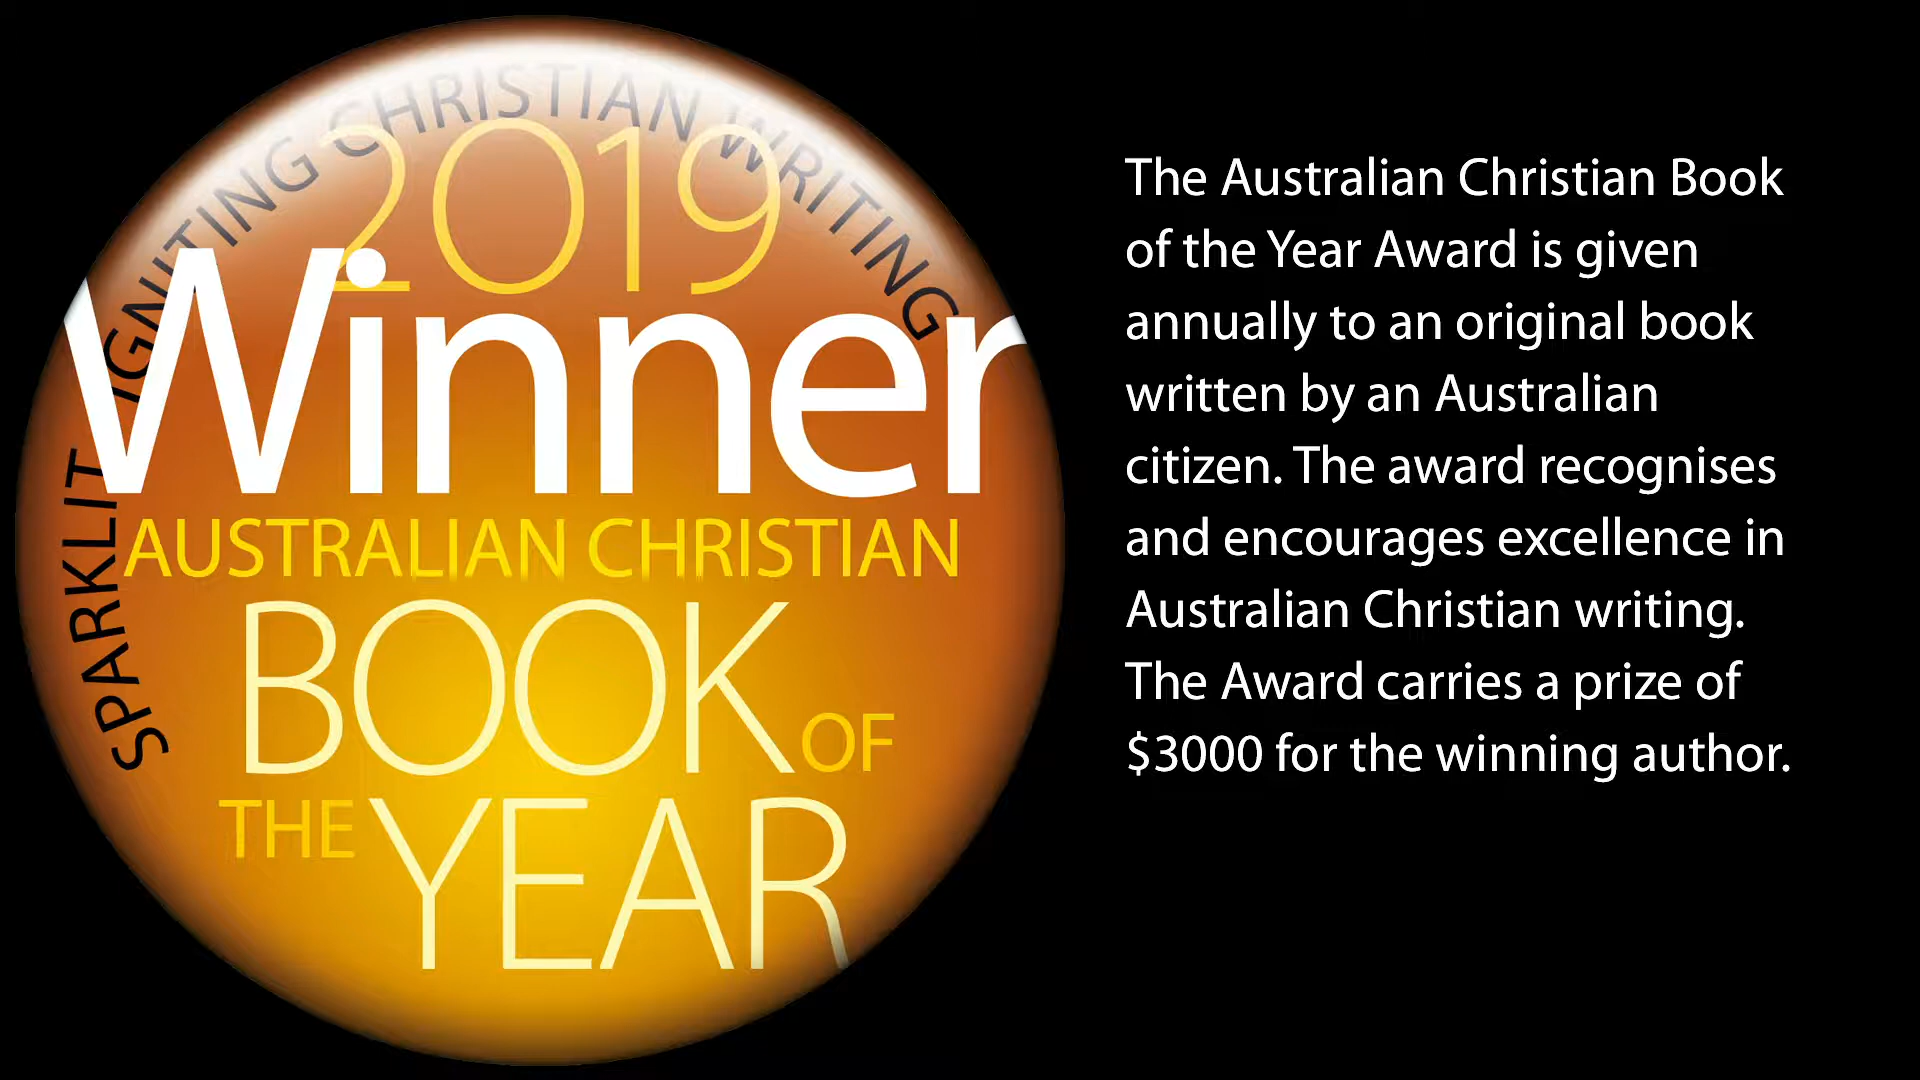 SPARKLIT IGNITING CHRISTIAN WRITING
2019
Winner
AUSTRALIAN CHRISTIAN
BOOK OF
THE YEAR
The Australian Christian Book
of the Year Award is given
annually to an original book
written by an Australian
citizen. The award recognises
and encourages excellence in
Australian Christian writing.
The Award carries a prize of
$3000 for the winning author.